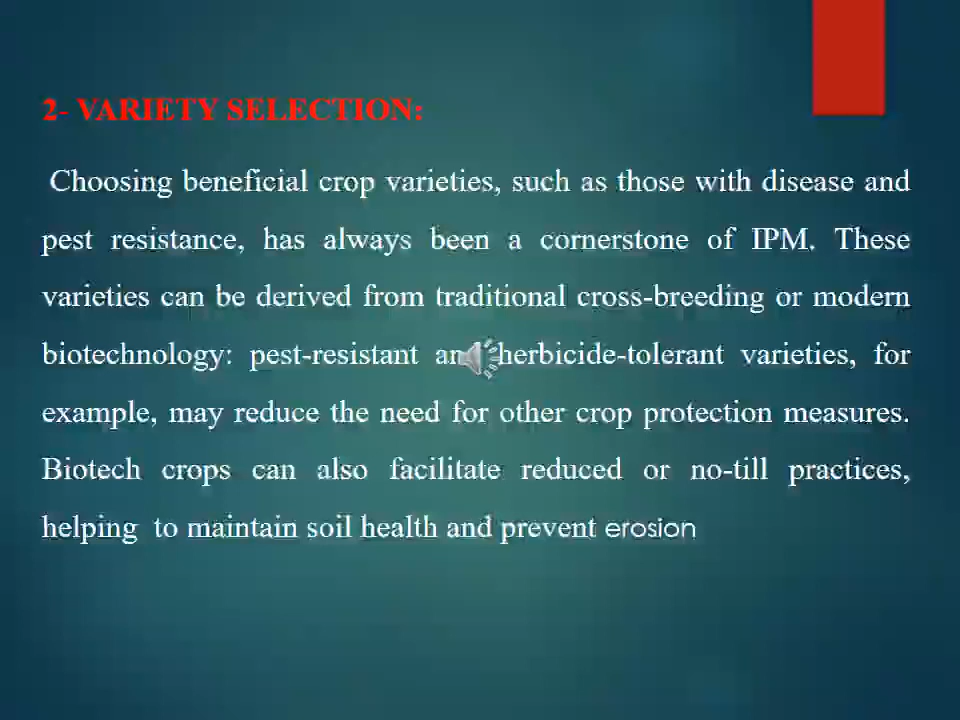 2- VARIETY SELECTION:
Choosing beneficial crop varieties, such as those with disease and
pest resistance, has always been a cornerstone of IPM. These
varieties can be derived from traditional cross-breeding or modern
biotechnology: pest-resistant and herbicide-tolerant varieties, for
example, may reduce the need for other crop protection measures.
Biotech crops can also facilitate reduced or no-till practices,
helping to maintain soil health and prevent erosion